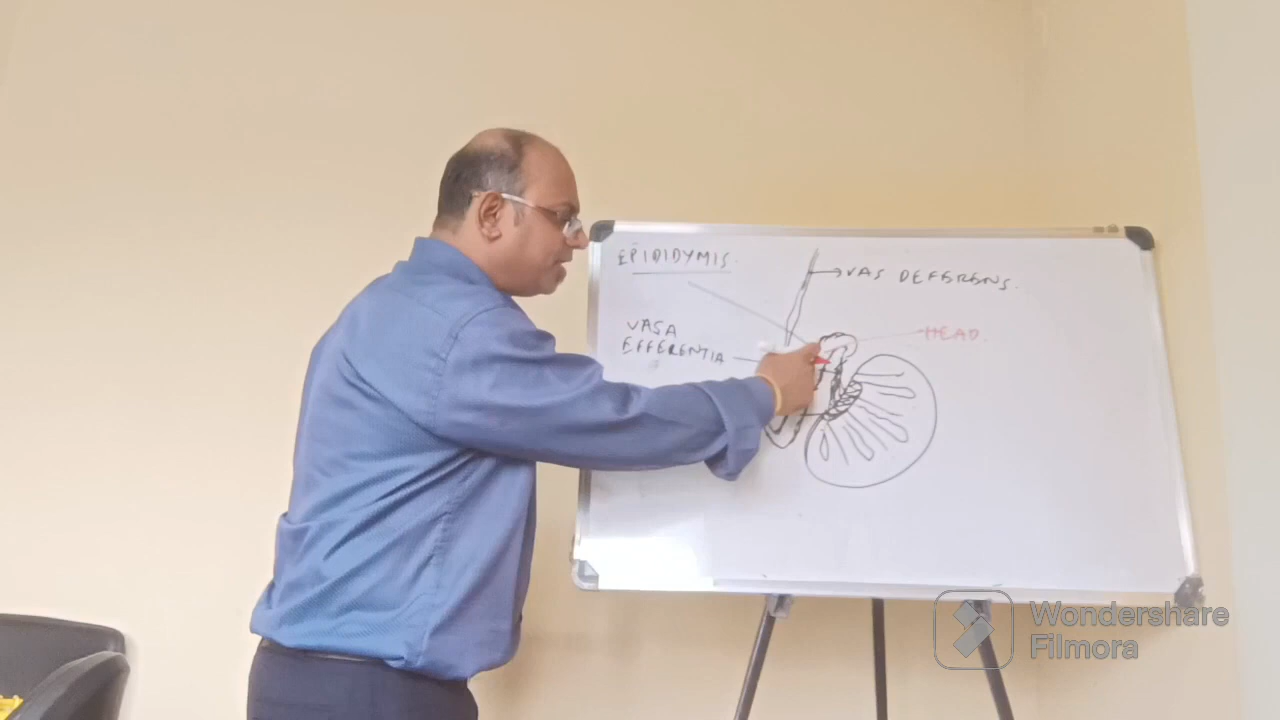 EPIDIDYMIS.
VAS DEFERENS.
VASA
EFFERENTIA
HEAD.
Wondershare
Filmora